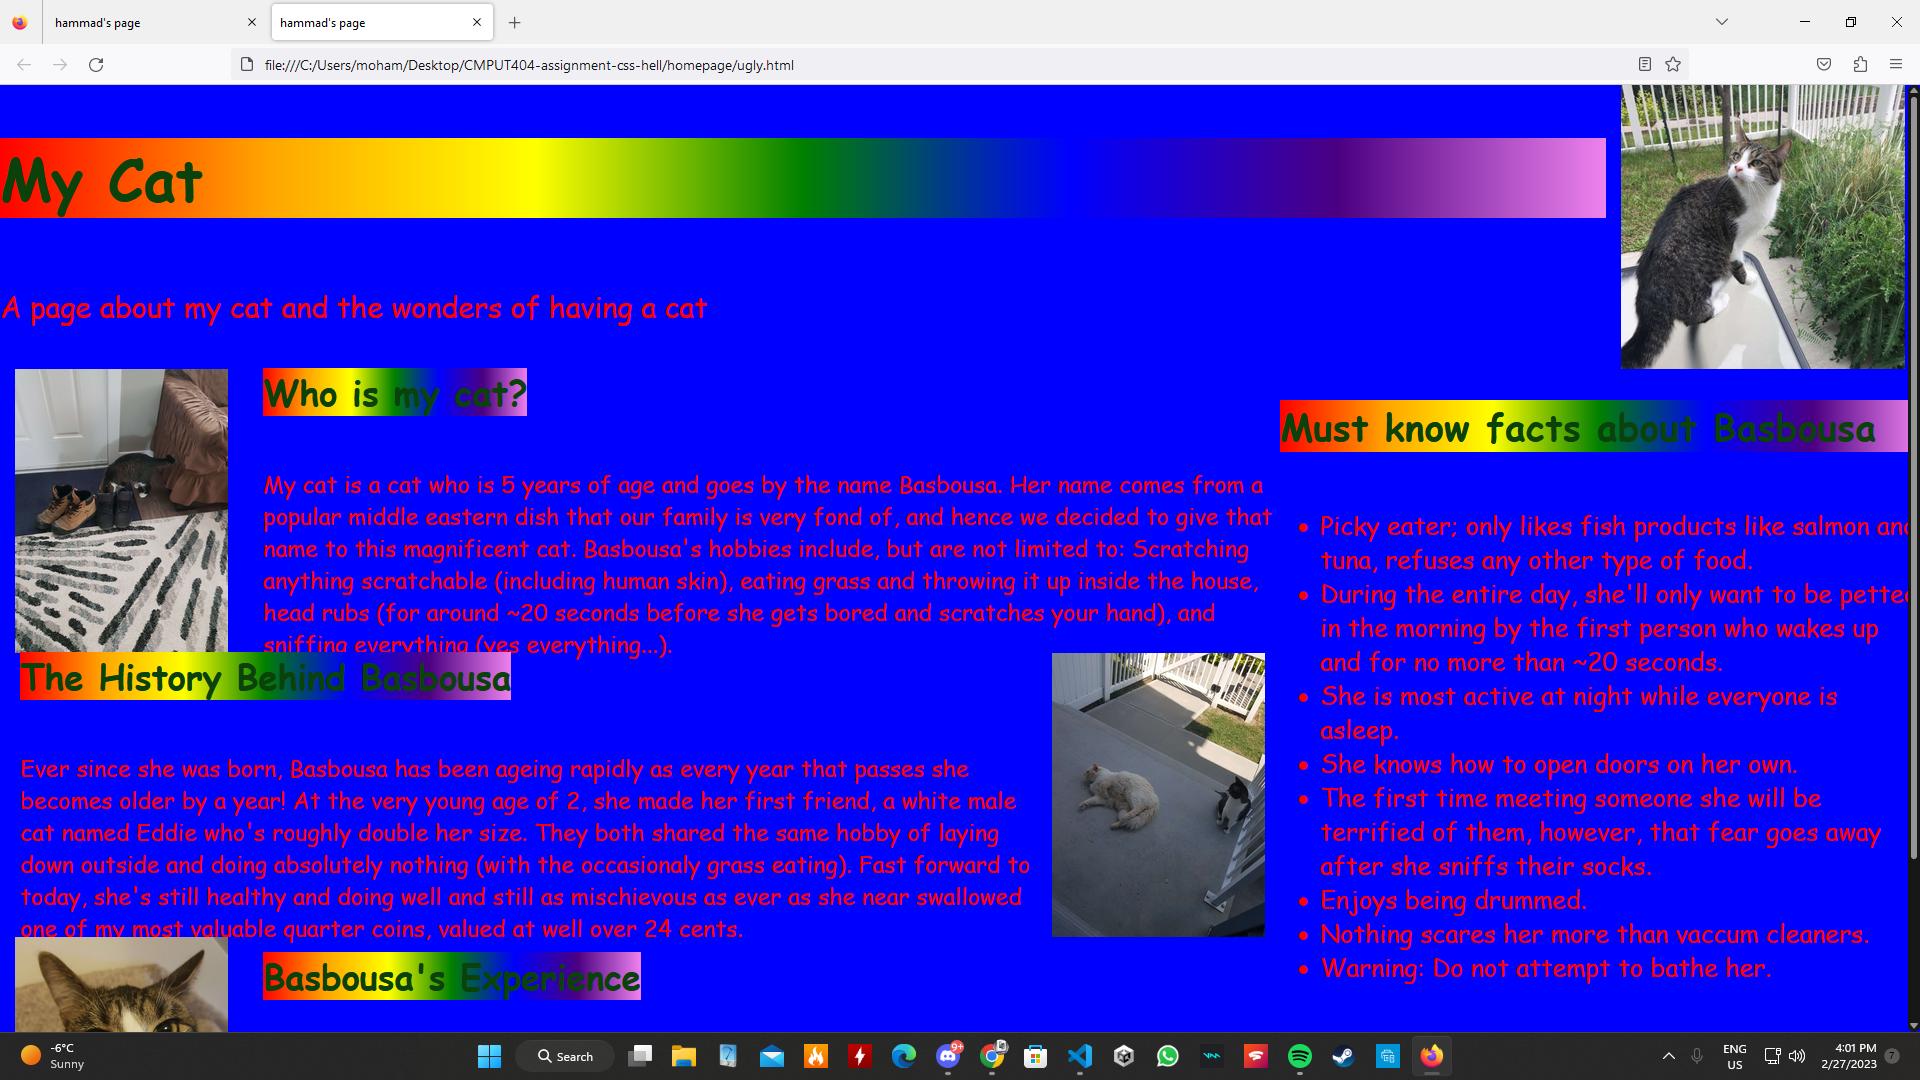 hammad's page
hammad's page
file:///C:/Users/moham/Desktop/CMPUT404-assignment-css-hell/homepage/ugly.html
My Cat
A page about my cat and the wonders of having a cat
Who is my cat?
My cat is a cat who is 5 years of age and goes by the name Basbousa. Her name comes from a
popular middle eastern dish that our family is very fond of, and hence we decided to give that
name to this magnificent cat. Basbousa's hobbies include, but are not limited to: Scratching
anything scratchable (including human skin), eating grass and throwing it up inside the house,
head rubs (for around ~20 seconds before she gets bored and scratches your hand), and
sniffing everything (yes everything...).
The History Behind Basbousa
Ever since she was born, Basbousa has been ageing rapidly as every year that passes she
becomes older by a year! At the very young age of 2, she made her first friend, a white male
cat named Eddie who's roughly double her size. They both shared the same hobby of laying
down outside and doing absolutely nothing (with the occasionaly grass eating). Fast forward to
today, she's still healthy and doing well and still as mischievous as ever as she near swallowed
one of my most valuable quarter coins, valued at well over 24 cents.
Basbousa's Experience
Must know facts about Basbousa
• Picky eater; only likes fish products like salmon and
tuna, refuses any other type of food.
• During the entire day, she'll only want to be petted
in the morning by the first person who wakes up
and for no more than ~20 seconds.
• She is most active at night while everyone is
asleep.
• She knows how to open doors on her own.
• The first time meeting someone she will be
terrified of them, however, that fear goes away
after she sniffs their socks.
• Enjoys being drummed.
• Nothing scares her more than vaccum cleaners.
• Warning: Do not attempt to bathe her.
-6°C
Sunny
Search
9+
ENG
US
4:01 PM
2/27/2023
7